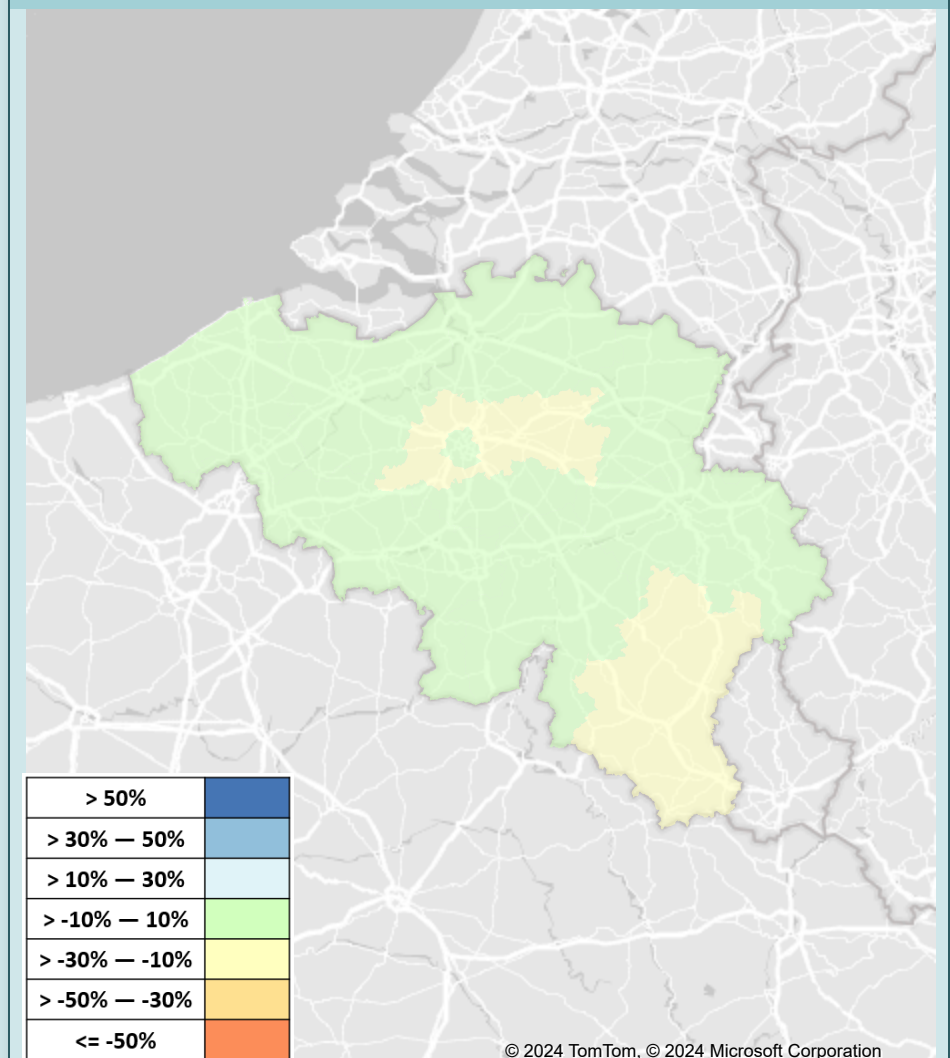 > 50%
> 30% — 50%
> 10% — 30%
> -10% — 10%
> -30% — -10%
> -50% — -30%
<= -50%
© 2024 TomTom, © 2024 Microsoft Corporation